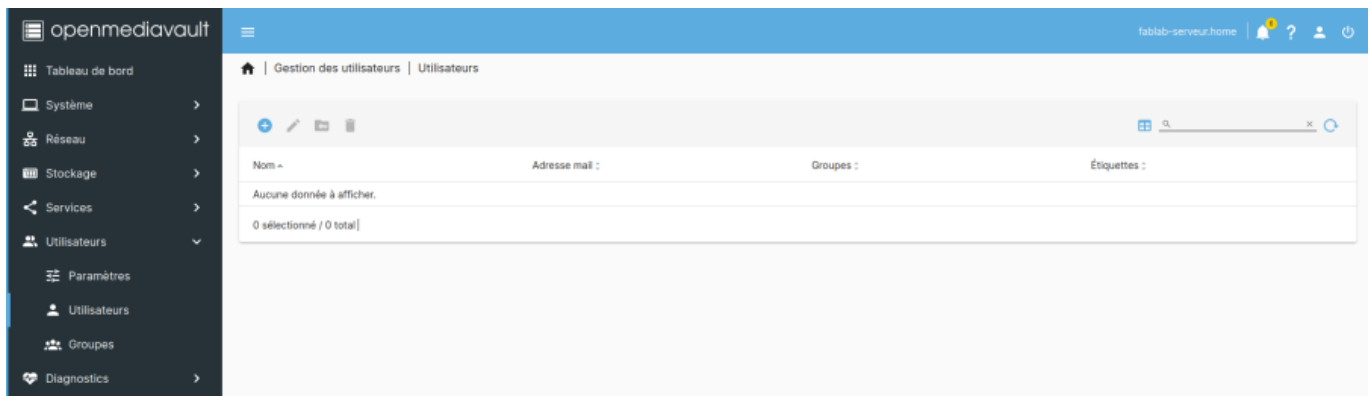 openmediavault
fablab-serveur.home
?
Tableau de bord
Système
Réseau
Stockage
Services
Utilisateurs
Paramètres
Utilisateurs
Groupes
Diagnostics
| Gestion des utilisateurs | Utilisateurs
Nom Adresse mail Groupes Étiquettes
Aucune donnée à afficher.
0 sélectionné / 0 total